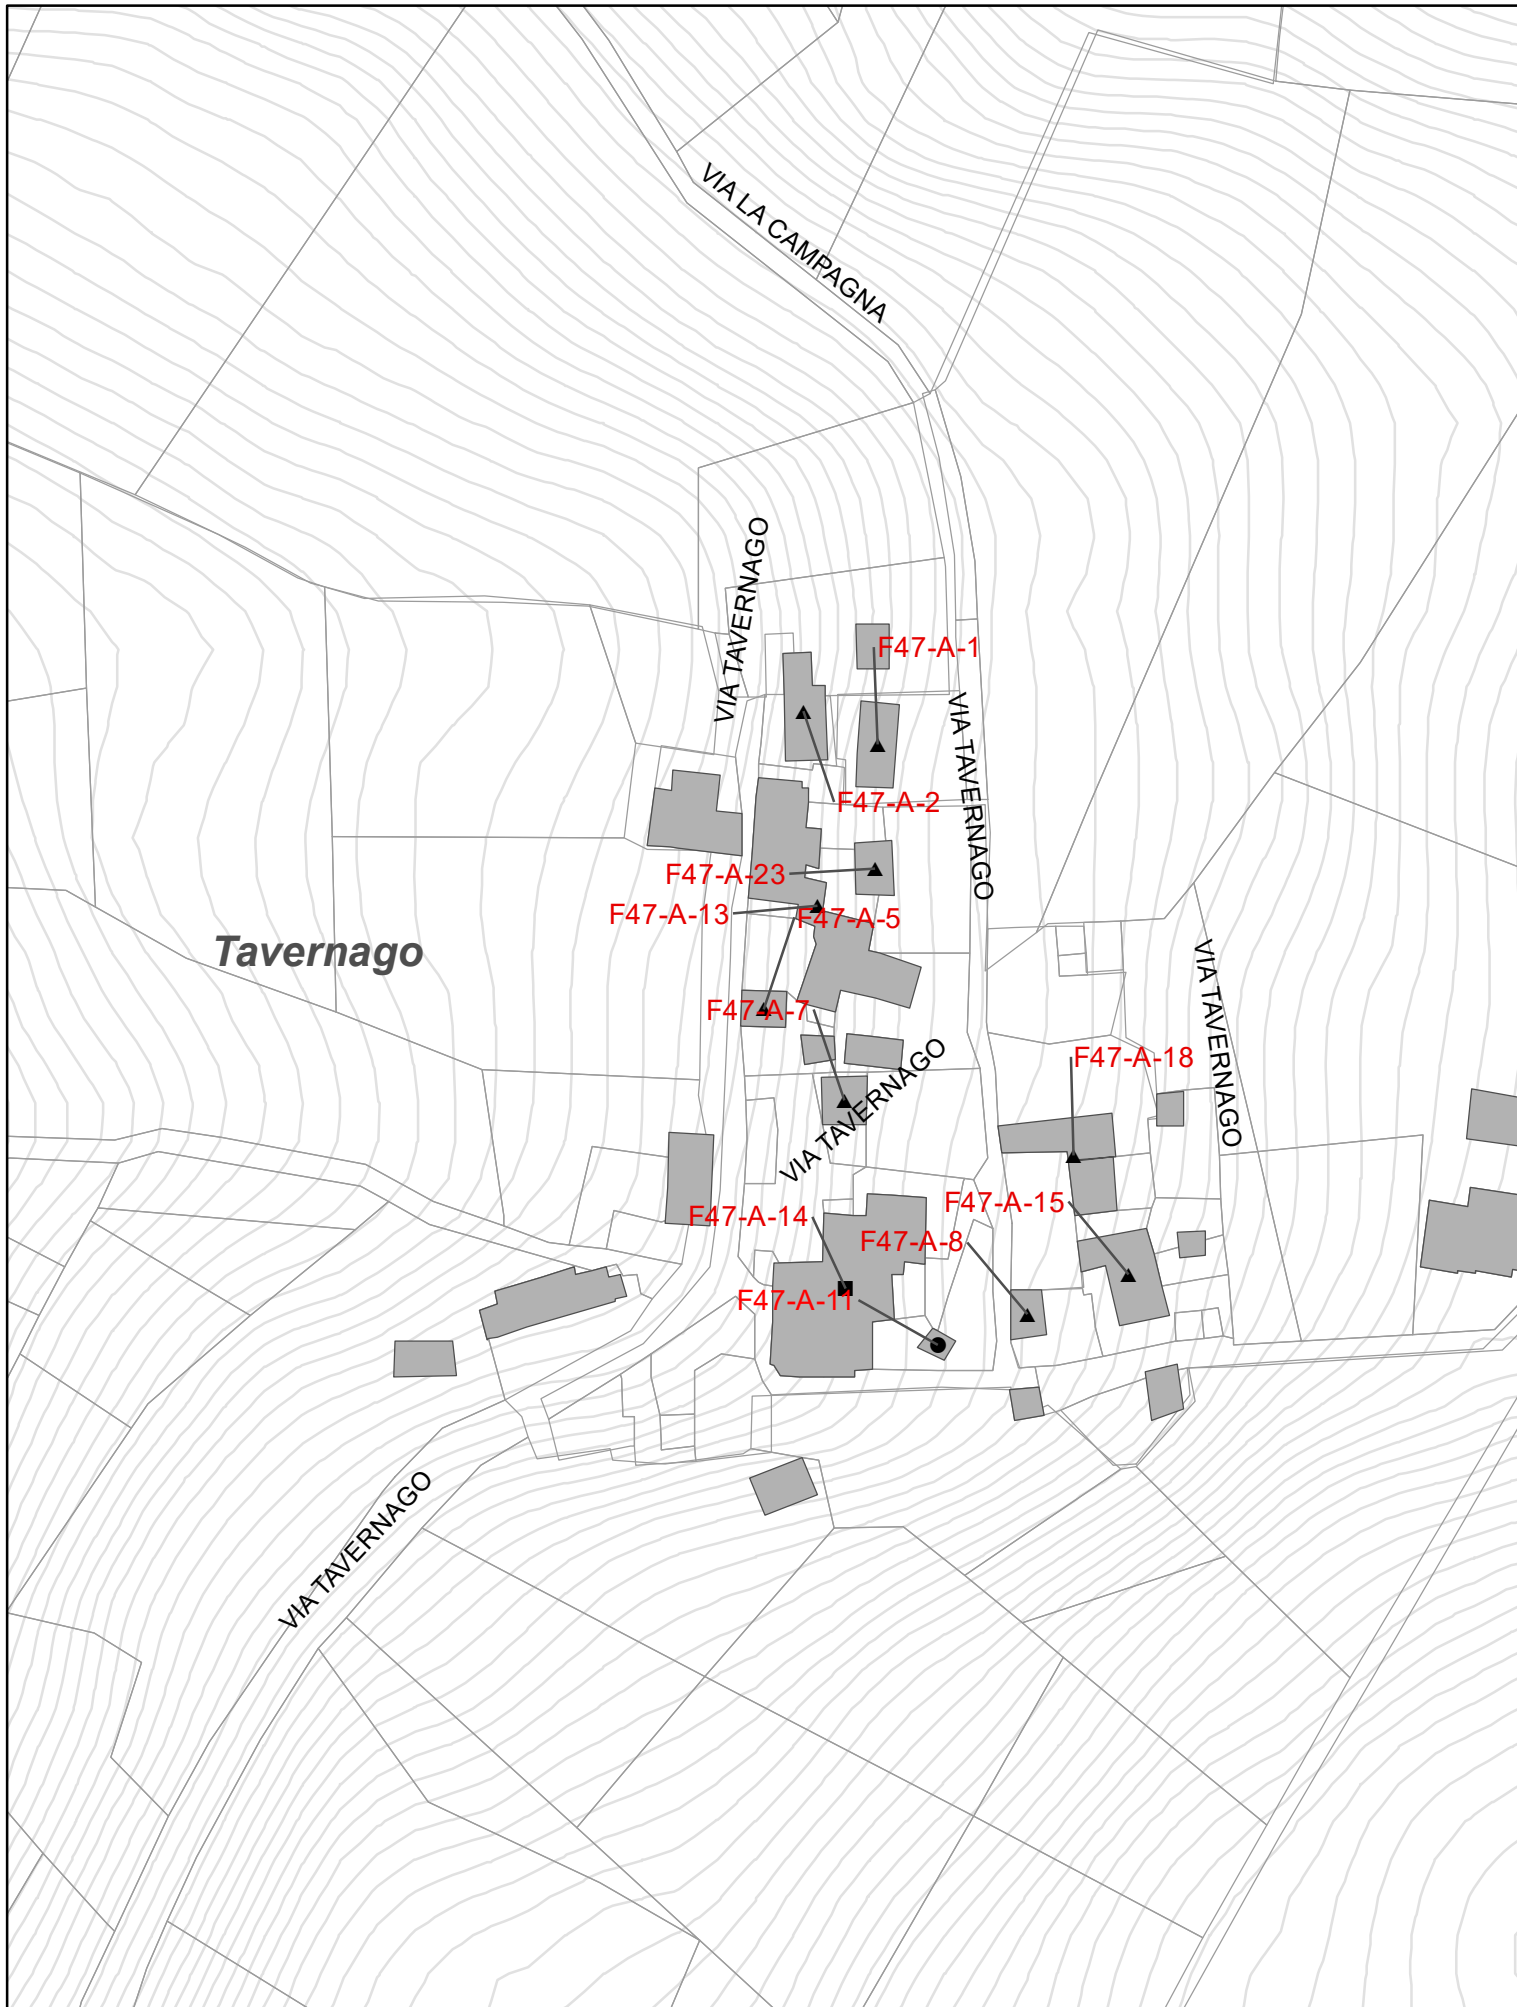 VIA LA CAMPAGNA
VIA TAVERNAGO
F47-A-1
VIA TAVERNAGO
F47-A-2
F47-A-23
F47-A-13
F47-A-5
Tavernago
F47-A-7
VIA TAVERNAGO
F47-A-18
VIA TAVERNAGO
F47-A-15
F47-A-14
F47-A-8
F47-A-11
VIA TAVERNAGO